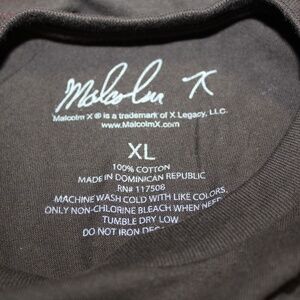 Malcolm X
Malcolm X ® is a trademark of X Legacy, LLC.
www.MalcolmX.com
XL
100% COTTON
MADE IN DOMINICAN REPUBLIC
RN# 117506
MACHINE WASH COLD WITH LIKE COLORS,
ONLY NON-CHLORINE BLEACH WHEN
TUMBLE DRY LOW
DO NOT IRON